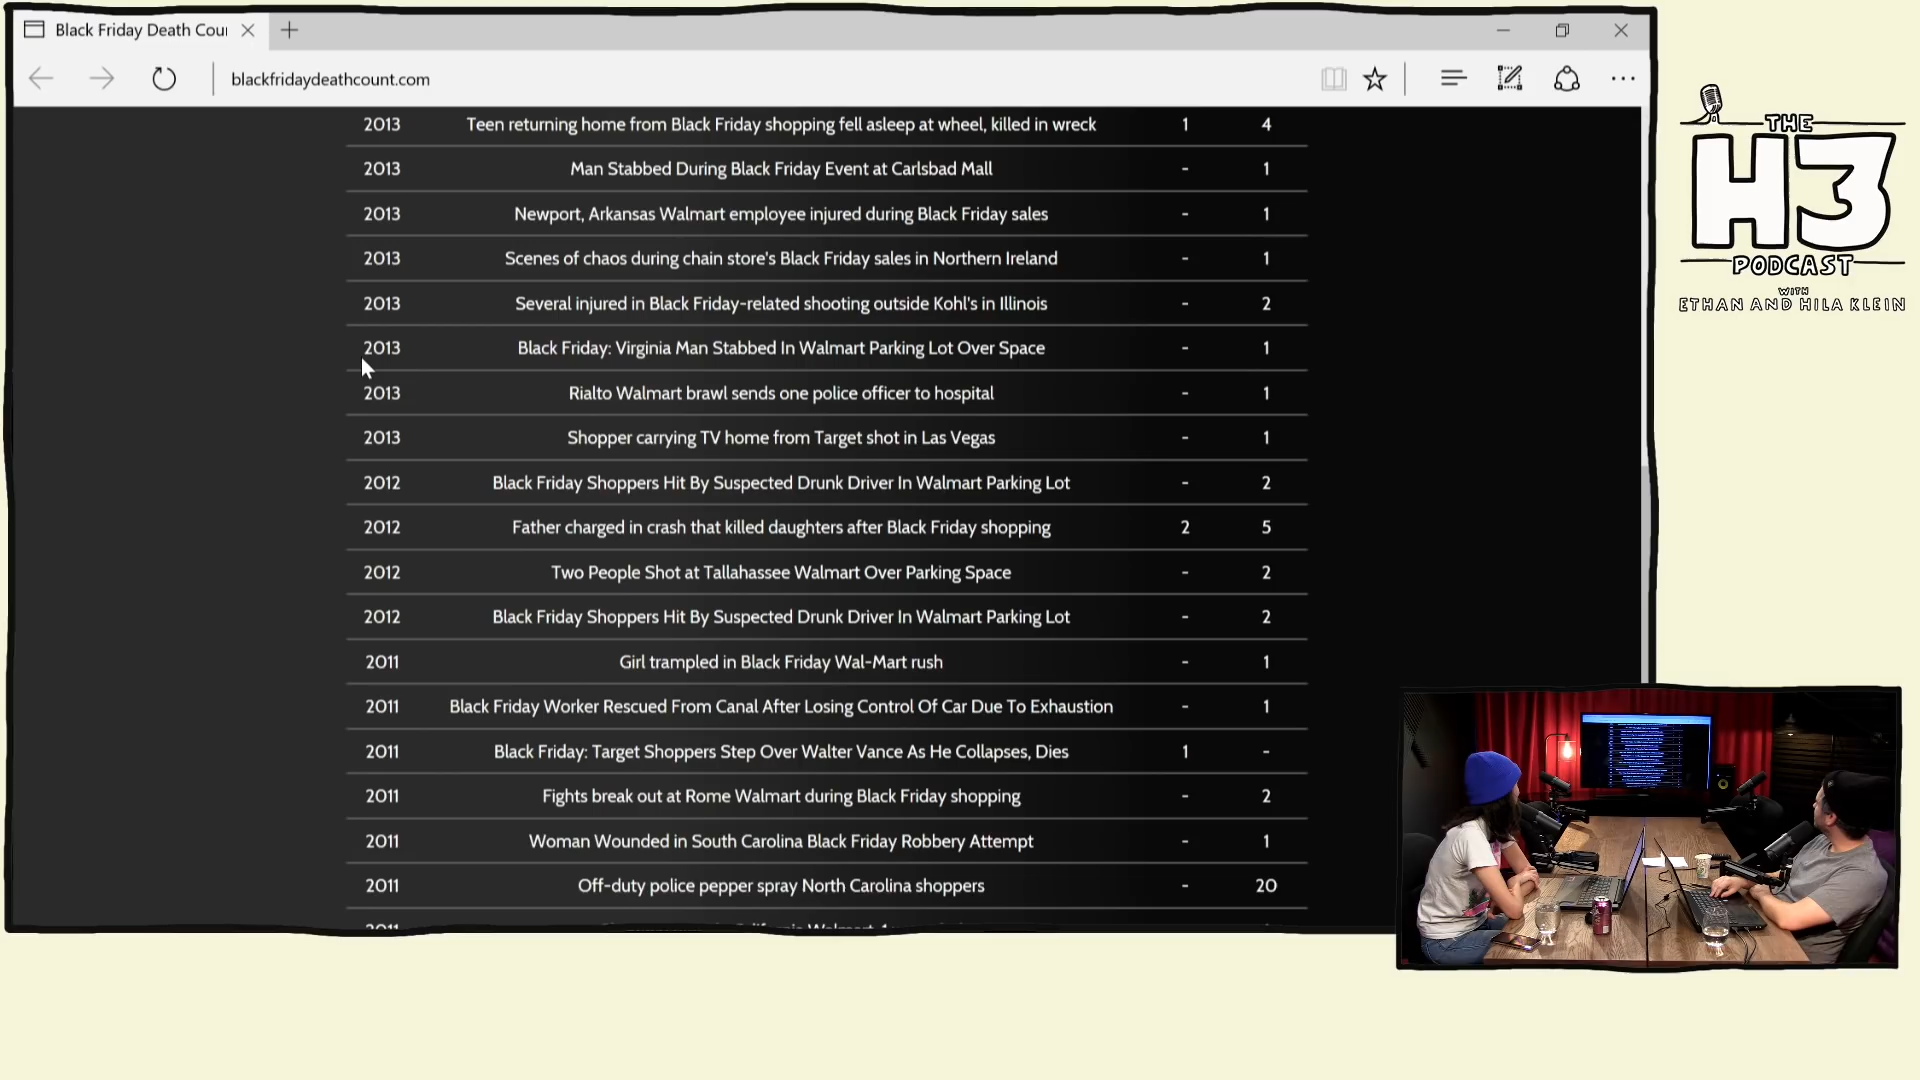 Black Friday Death Cou
blackfridaydeathcount.com
2013 Teen returning home from Black Friday shopping fell asleep at wheel, killed in wreck 1 4
2013 Man Stabbed During Black Friday Event at Carlsbad Mall - 1
2013 Newport, Arkansas Walmart employee injured during Black Friday sales - 1
2013 Scenes of chaos during chain store's Black Friday sales in Northern Ireland - 1
2013 Several injured in Black Friday-related shooting outside Kohl's in Illinois - 2
2013 Black Friday: Virginia Man Stabbed In Walmart Parking Lot Over Space - 1
2013 Rialto Walmart brawl sends one police officer to hospital - 1
2013 Shopper carrying TV home from Target shot in Las Vegas - 1
2012 Black Friday Shoppers Hit By Suspected Drunk Driver In Walmart Parking Lot - 2
2012 Father charged in crash that killed daughters after Black Friday shopping 2 5
2012 Two People Shot at Tallahassee Walmart Over Parking Space - 2
2012 Black Friday Shoppers Hit By Suspected Drunk Driver In Walmart Parking Lot - 2
2011 Girl trampled in Black Friday Wal-Mart rush - 1
2011 Black Friday Worker Rescued From Canal After Losing Control Of Car Due To Exhaustion - 1
2011 Black Friday: Target Shoppers Step Over Walter Vance As He Collapses, Dies 1 -
2011 Fights break out at Rome Walmart during Black Friday shopping - 2
2011 Woman Wounded in South Carolina Black Friday Robbery Attempt - 1
2011 Off-duty police pepper spray North Carolina shoppers - 20
THE
H3
PODCAST
WITH
ETHAN AND HILA KLEIN